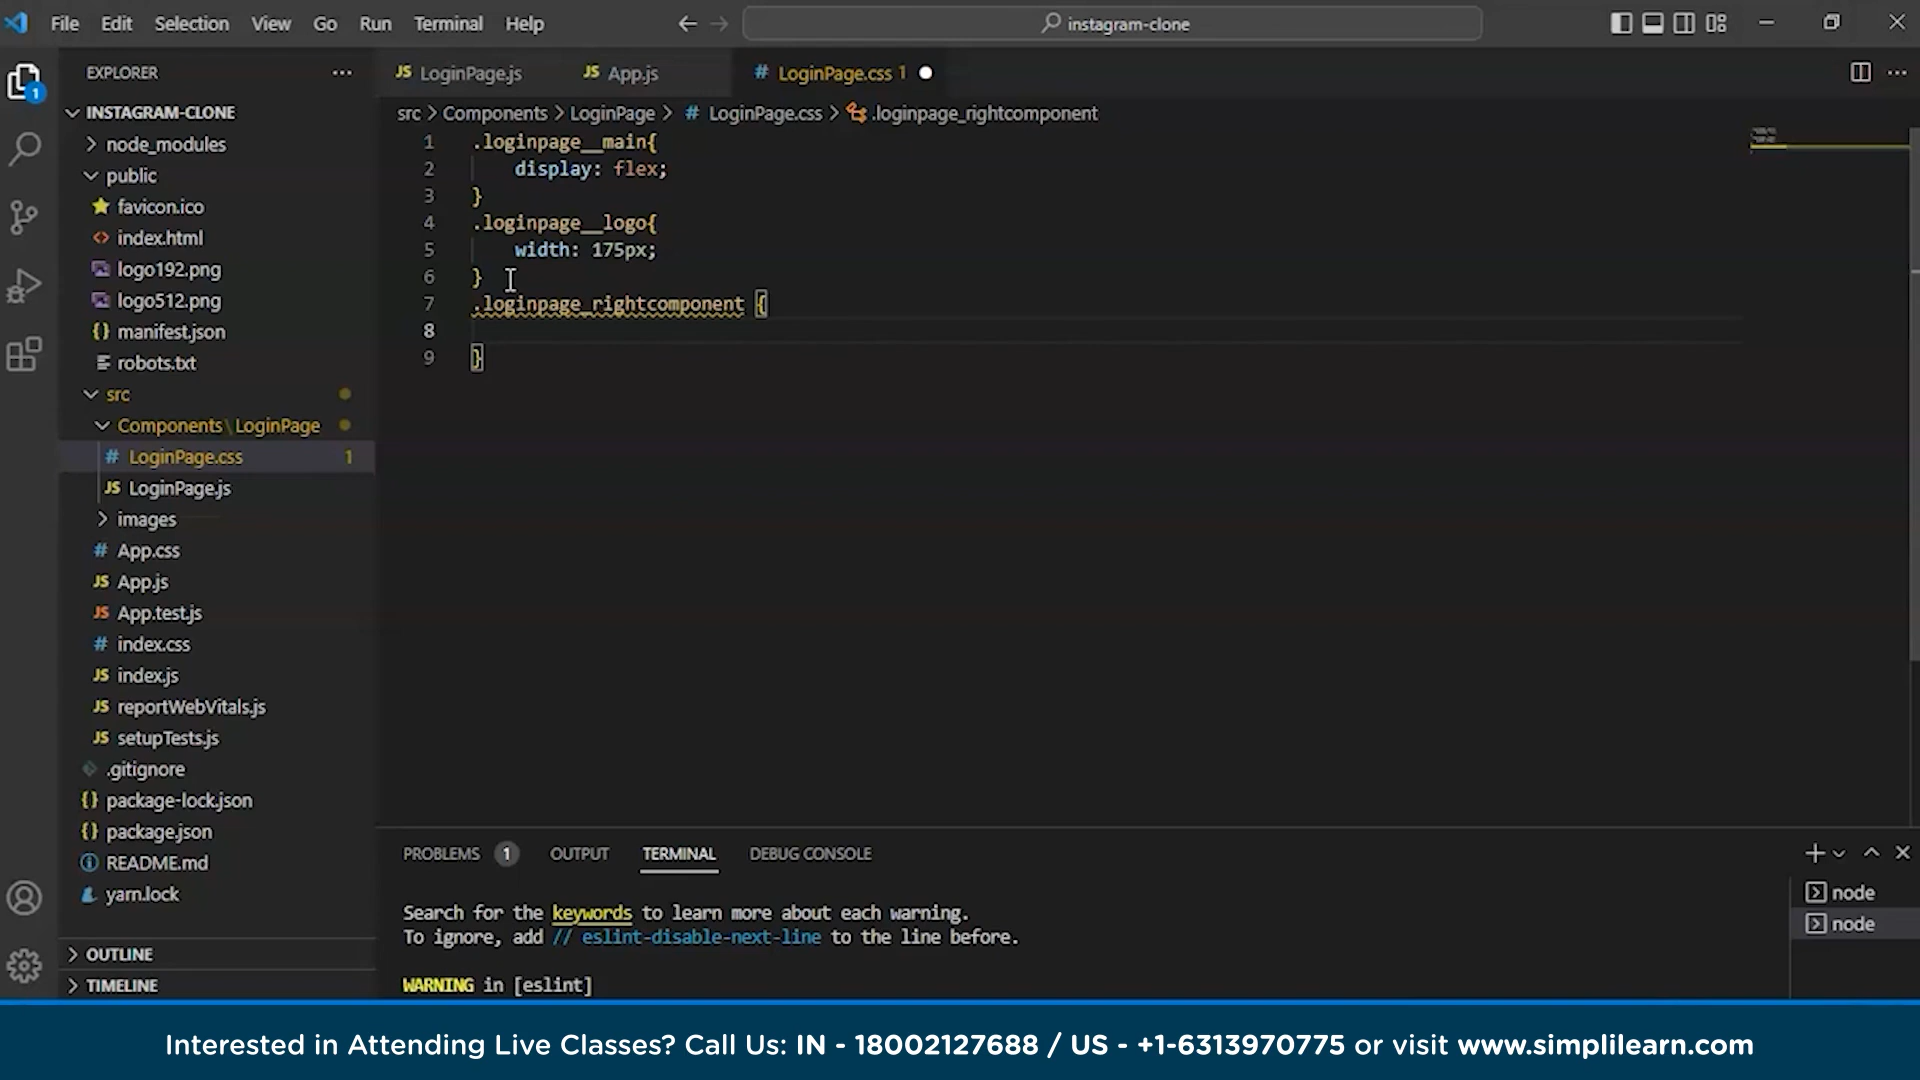 File Edit Selection View Go Run Terminal Help
instagram-clone
EXPLORER
1
INSTAGRAM-CLONE
node_modules
public
favicon.ico
index.html
logo192.png
logo512.png
manifest.json
robots.txt
src
Components\LoginPage
LoginPage.css 1
LoginPage.js
images
App.css
App.js
App.test.js
index.css
index.js
reportWebVitals.js
setupTests.js
.gitignore
package-lock.json
package.json
README.md
yarn.lock
OUTLINE
TIMELINE
JS LoginPage.js JS App.js # LoginPage.css 1
src > Components > LoginPage > # LoginPage.css > .loginpage_rightcomponent
1 .loginpage__main{
2 display: flex;
3 }
4 .loginpage__logo{
5 width: 175px;
6 }
7 .loginpage_rightcomponent {
8
9 }
PROBLEMS 1 OUTPUT TERMINAL DEBUG CONSOLE
Search for the keywords to learn more about each warning.
To ignore, add // eslint-disable-next-line to the line before.
WARNING in [eslint]
node
node
Interested in Attending Live Classes? Call Us: IN - 18002127688 / US - +1-6313970775 or visit www.simplilearn.com